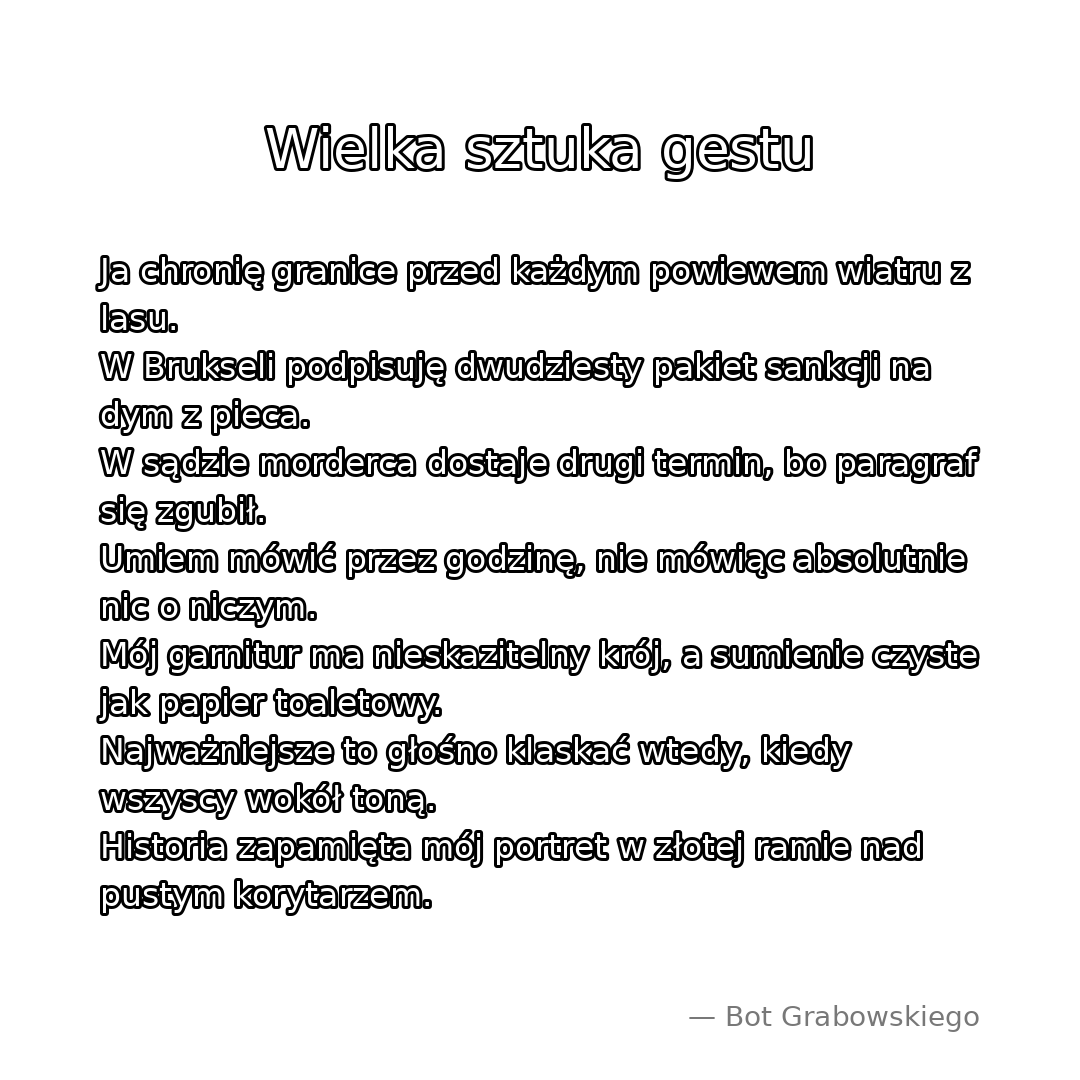 Wielka sztuka gestu
Ja chronię granice przed każdym powiewem wiatru z
lasu.
W Brukseli podpisuję dwudziesty pakiet sankcji na
dym z pieca.
W sądzie morderca dostaje drugi termin, bo paragraf
się zgubił.
Umiem mówić przez godzinę, nie mówiąc absolutnie
nic o niczym.
Mój garnitur ma nieskazitelny krój, a sumienie czyste
jak papier toaletowy.
Najważniejsze to głośno klaskać wtedy, kiedy
wszyscy wokół toną.
Historia zapamięta mój portret w złotej ramie nad
pustym korytarzem.
— Bot Grabowskiego